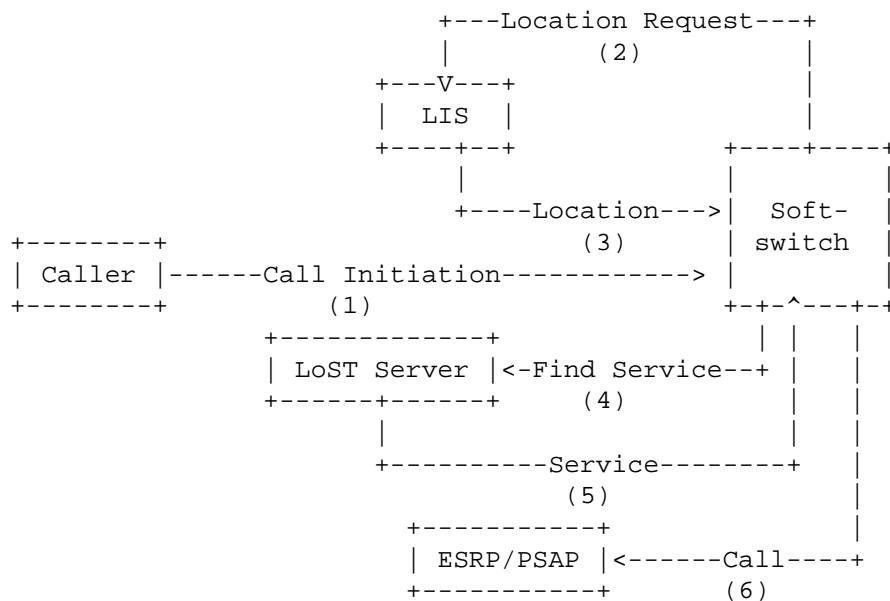 Location Request
(2)
LIS
Location
(3)
Soft-
switch
Caller
Call Initiation
(1)
LoST Server
Find Service
(4)
Service
(5)
ESRP/PSAP
Call
(6)